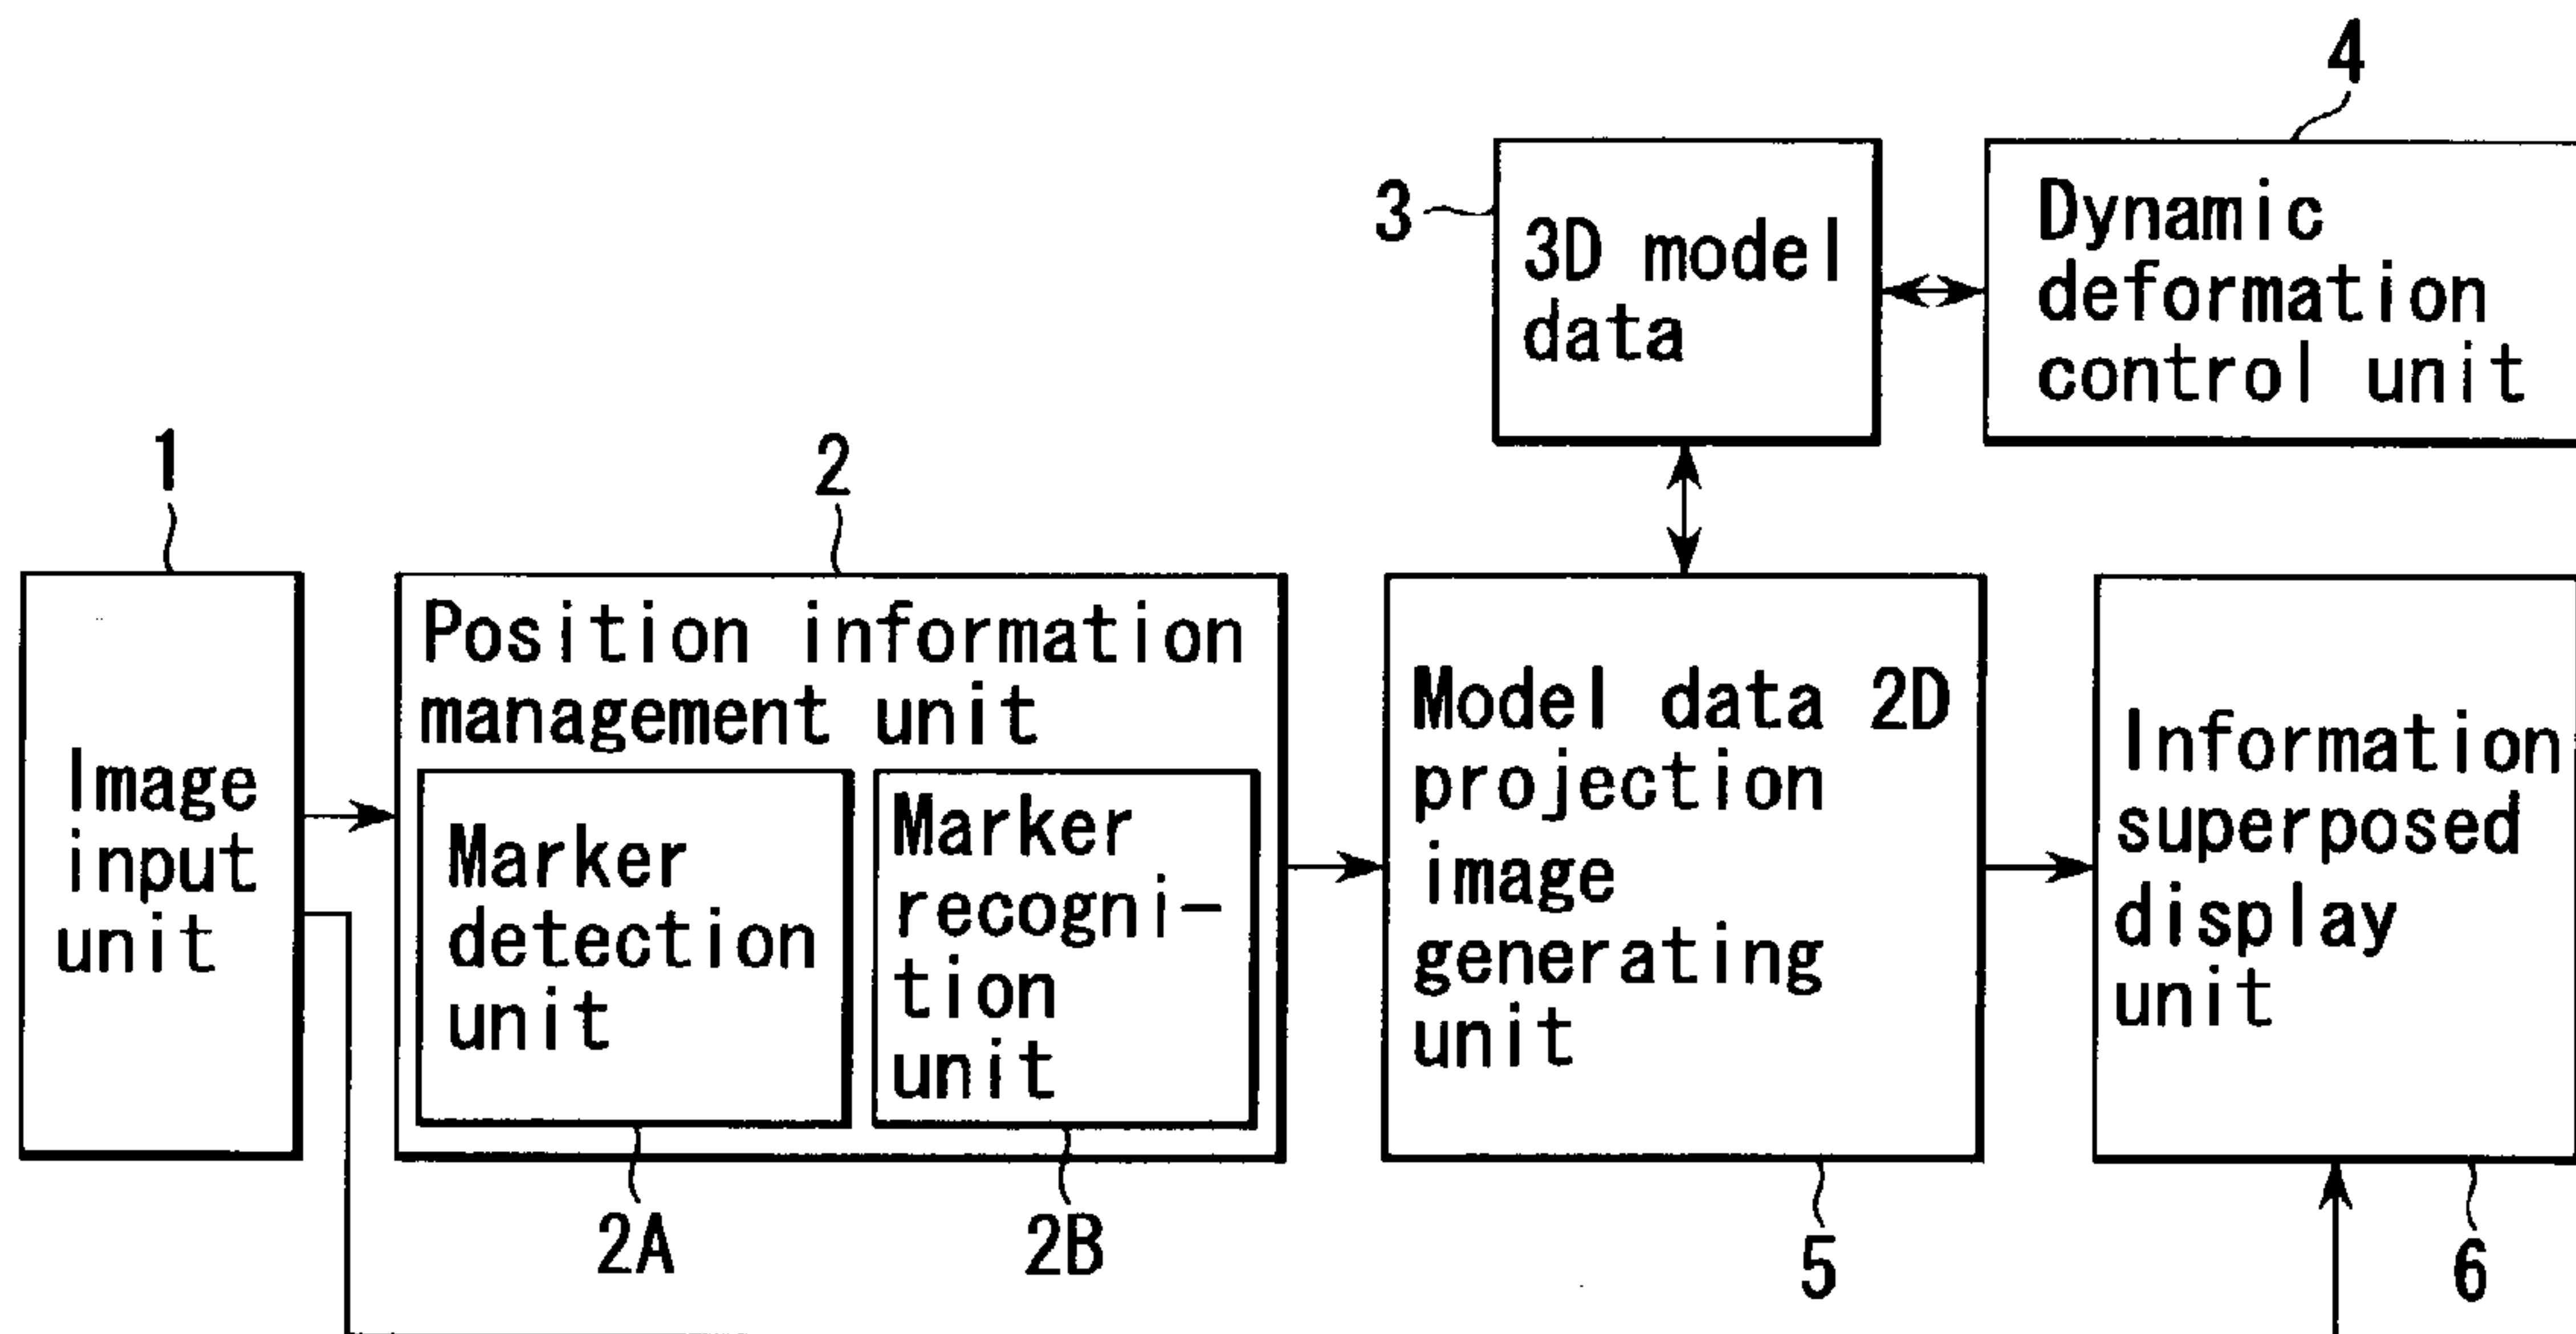 4
3
3D model
data
Dynamic
deformation
control unit
1
2
Image
input
unit
Position information
management unit
Marker
detection
unit
Marker
recogni-
tion
unit
Model data 2D
projection
image
generating
unit
Information
superposed
display
unit
2A
2B
5
6